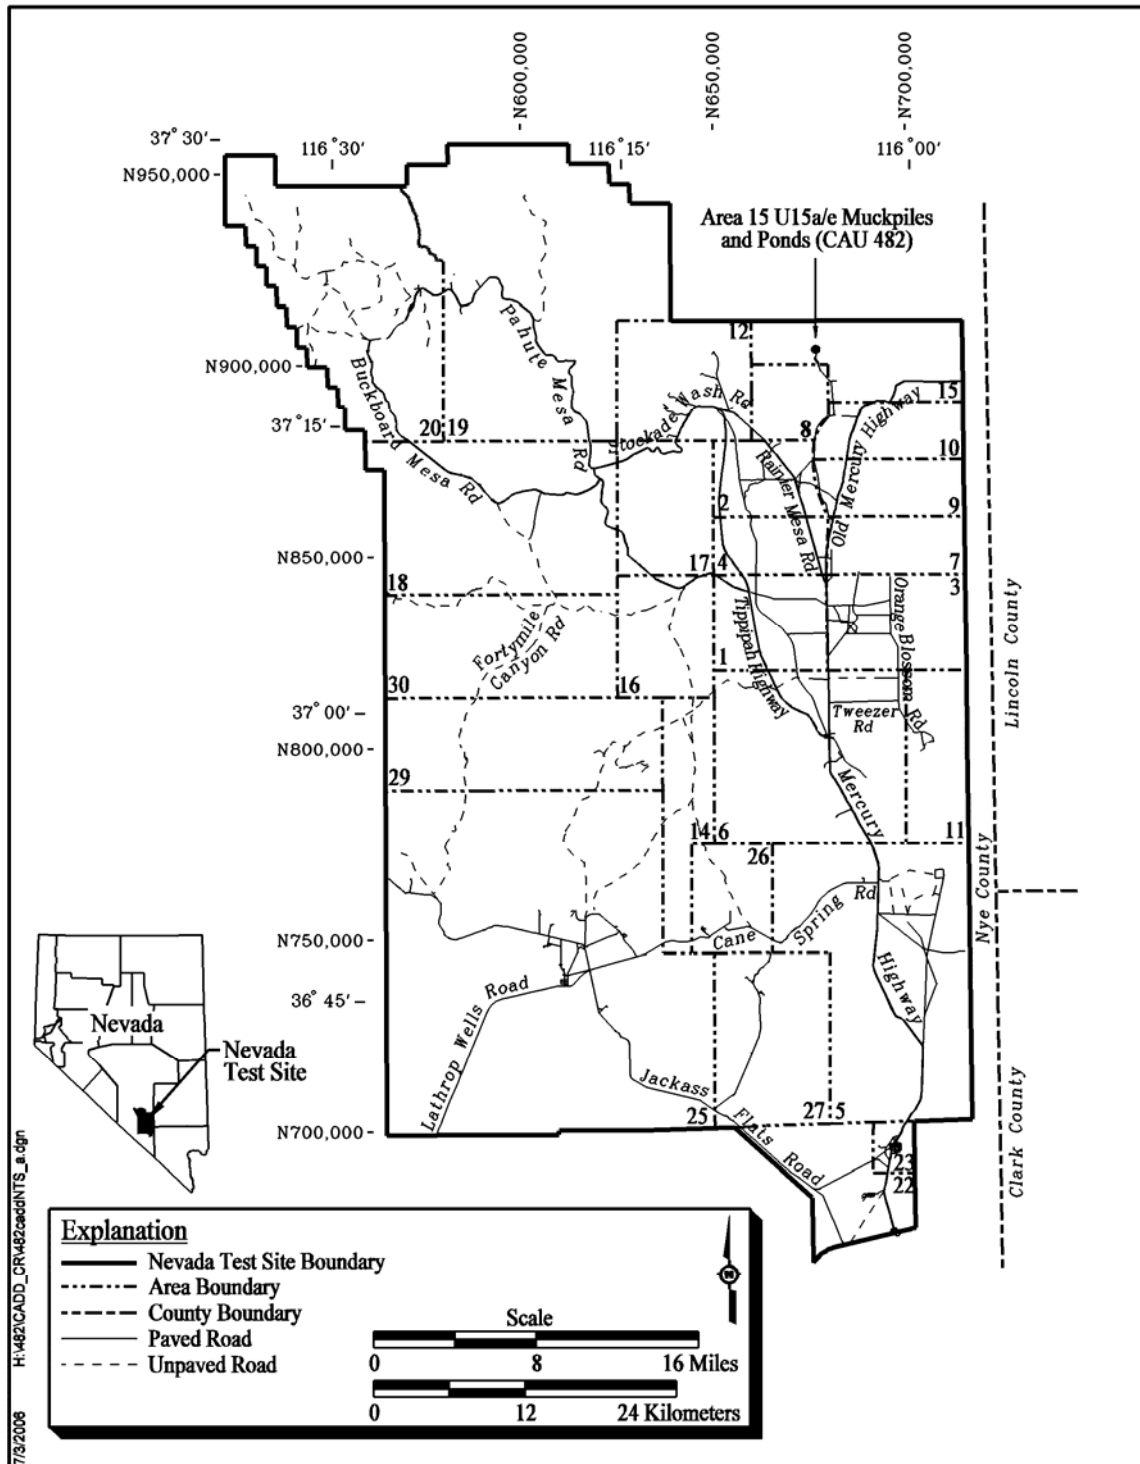 N600,000
N650,000
N700,000
37° 30'
116° 30'
116° 15'
116° 00'
N950,000
Area 15 U15a/e Muckpiles
and Ponds (CAU 482)
12
Pahute Mesa Rd
N900,000
Buckboard Mesa Rd
Stockade Wash Rd
15
Old Mercury Highway
37° 15'
20
19
8
10
Rainier Mesa Rd
2
9
N850,000
17
4
7
3
18
Orange Blossom Rd
Tippipah Highway
Fortymile
Canyon Rd
1
Lincoln County
30
16
37° 00'
Tweezer
Rd
N800,000
29
Mercury
Highway
14
6
11
26
Nye County
Cane Spring Rd
N750,000
36° 45'
Lathrop Wells Road
Jackass Flats Road
Clark County
25
27
5
N700,000
23
22
Nevada
Nevada
Test Site
Explanation
Nevada Test Site Boundary
Area Boundary
County Boundary
Paved Road
Unpaved Road
N
Scale
0
8
16 Miles
0
12
24 Kilometers
7/3/2006 H:\482\CADD_CR\482cadd\NTS_a.dgn